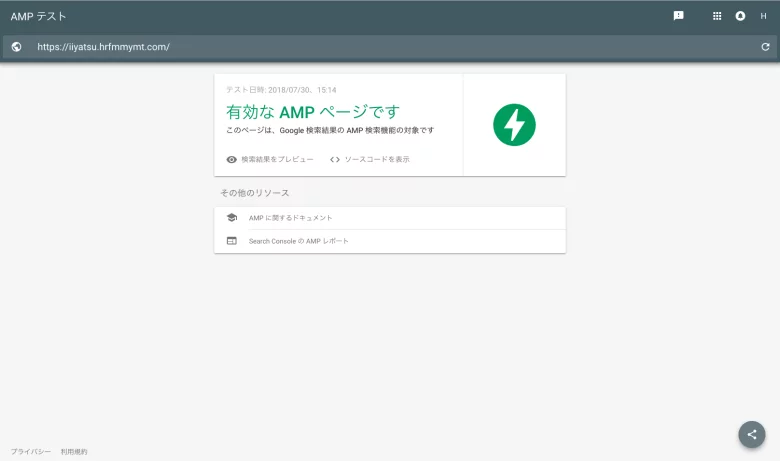 AMP テスト
H
https://iiyatsu.hrfmmymt.com/
テスト日時: 2018/07/30、15:14
有効な AMP ページです
このページは、Google 検索結果の AMP 検索機能の対象です
検索結果をプレビュー
ソースコードを表示
その他のリソース
AMP に関するドキュメント
Search Console の AMP レポート
プライバシー 利用規約